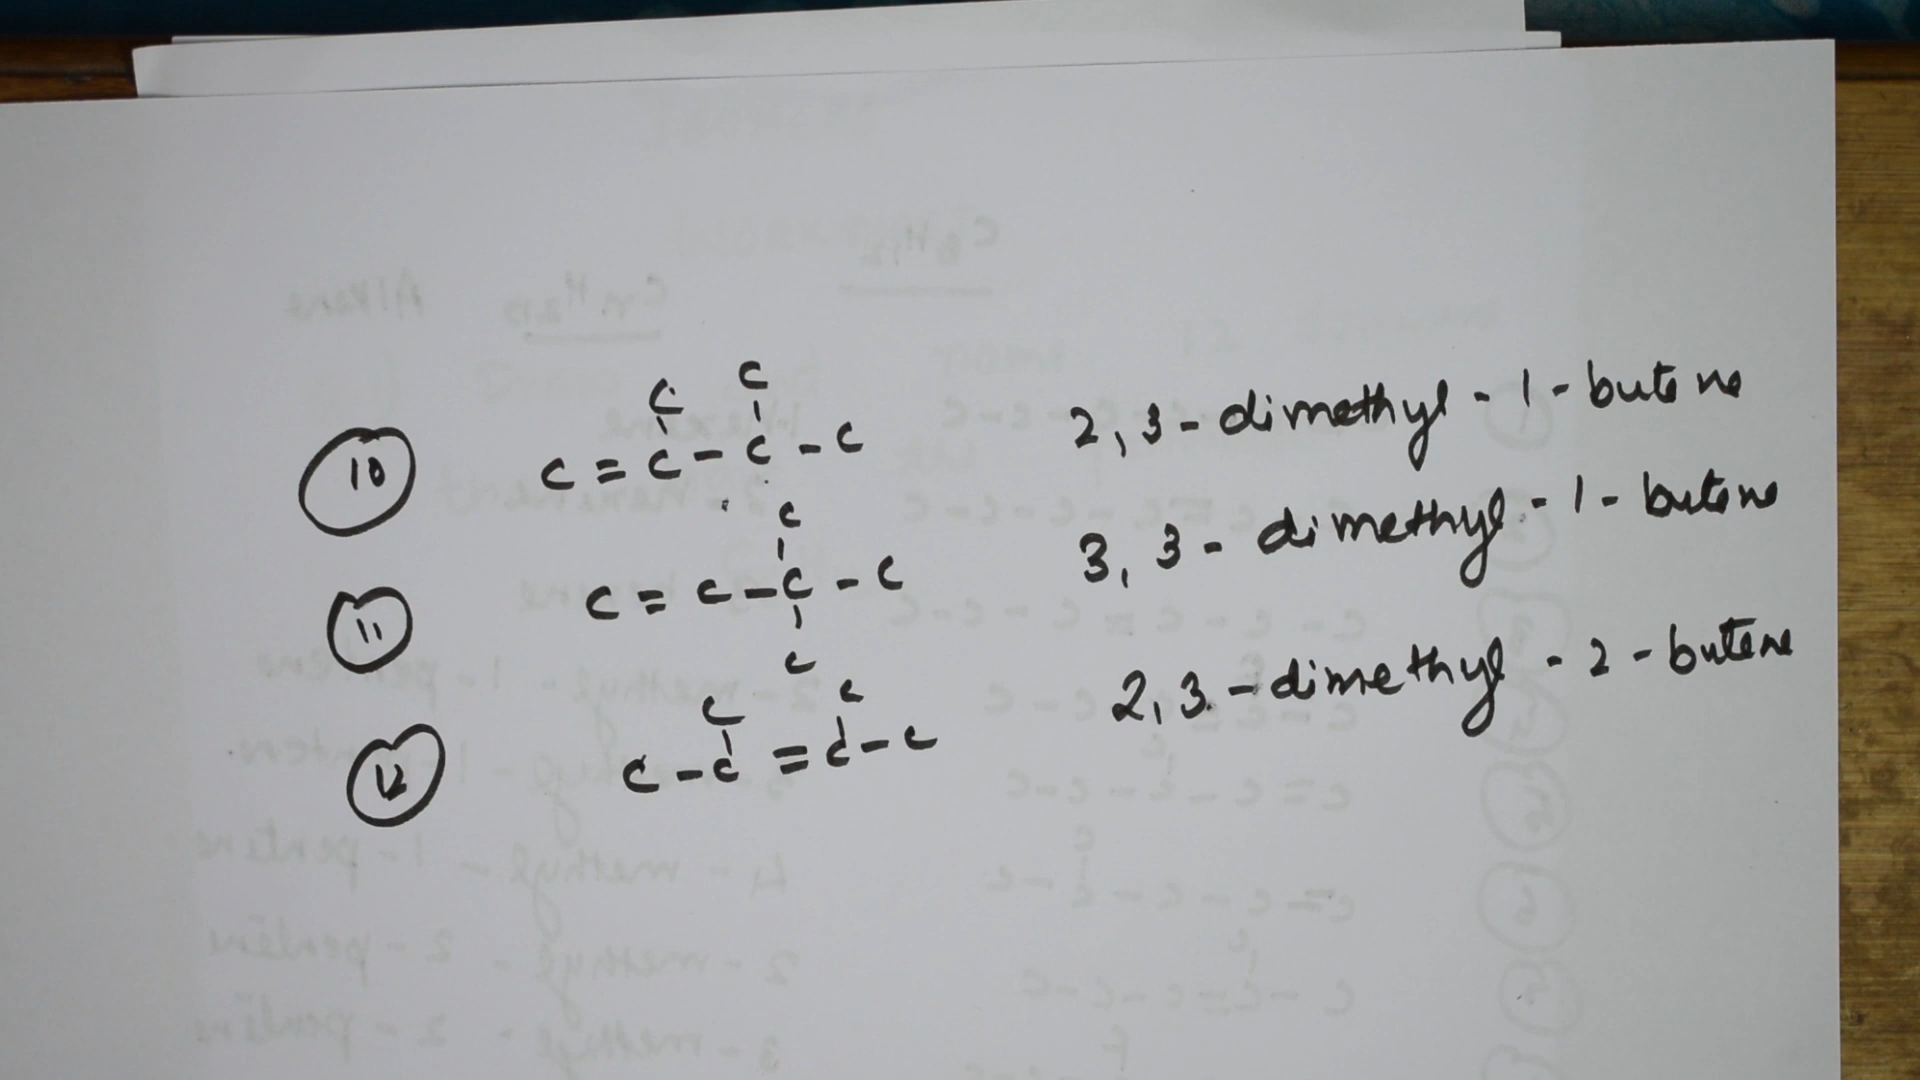 C C
10 C = C - C - C 2,3-dimethyl-1-butene
C
11 C = C - C - C 3,3-dimethyl-1-butene
C
C C
12 C - C = C - C 2,3-dimethyl-2-butene